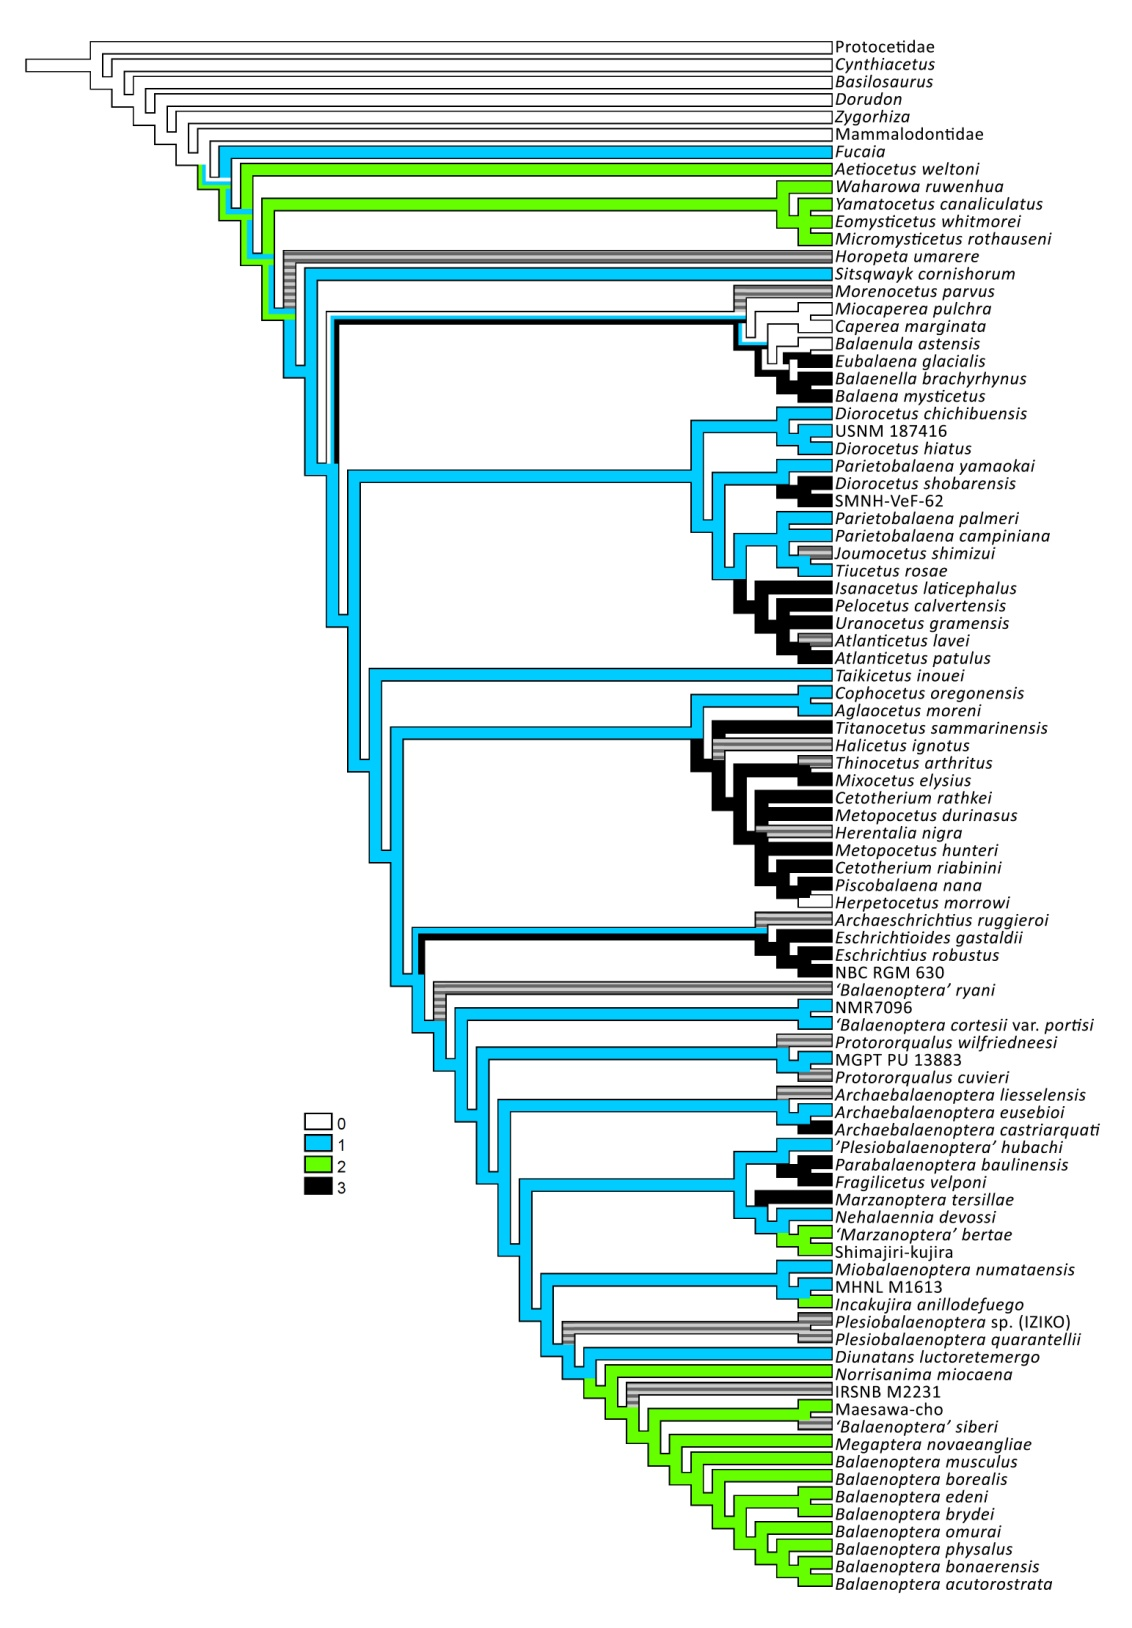 Protocetidae
Cynthiacetus
Basilosaurus
Dorudon
Zygorhiza
Mammalodontidae
Fucaia
Aetiocetus weltoni
Waharowa ruwenhua
Yamatocetus canaliculatus
Eomysticetus whitmorei
Micromysticetus rothauseni
Horopeta umarere
Sitsqwayk cornishorum
Morenocetus parvus
Miocaperea pulchra
Caperea marginata
Balaenula astensis
Eubalaena glacialis
Balaenella brachyrhynus
Balaena mysticetus
Diorocetus chichibuensis
USNM 187416
Diorocetus hiatus
Parietobalaena yamaokai
Diorocetus shobarensis
SMNH-VeF-62
Parietobalaena palmeri
Parietobalaena campiniana
Joumocetus shimizui
Tiucetus rosae
Isanacetus laticephalus
Pelocetus calvertensis
Uranocetus gramensis
Atlanticetus lavei
Atlanticetus patulus
Taikicetus inouei
Cophocetus oregonensis
Aglaocetus moreni
Titanocetus sammarinensis
Halicetus ignotus
Thinocetus arthritus
Mixocetus elysius
Cetotherium rathkei
Metopocetus durinasus
Herentalia nigra
Metopocetus hunteri
Cetotherium riabinini
Piscobalaena nana
Herpetocetus morrowi
Archaeschrichtius ruggieroi
Eschrichtioides gastaldii
Eschrichtius robustus
NBC RGM 630
‘Balaenoptera’ ryani
NMR7096
‘Balaenoptera cortesii var. portisi
Protororqualus wilfriedneesi
MGPT PU 13883
Protororqualus cuvieri
Archaebalaenoptera liesselensis
Archaebalaenoptera eusebioi
Archaebalaenoptera castriarquati
’Plesiobalaenoptera’ hubachi
Parabalaenoptera baulinensis
Fragilicetus velponi
Marzanoptera tersillae
Nehalaennia devossi
‘Marzanoptera’ bertae
Shimajiri-kujira
Miobalaenoptera numataensis
MHNL M1613
Incakujira anillodefuego
Plesiobalaenoptera sp. (IZIKO)
Plesiobalaenoptera quarantellii
Diunatans luctoretemergo
Norrisanima miocaena
IRSNB M2231
Maesawa-cho
‘Balaenoptera’ siberi
Megaptera novaeangliae
Balaenoptera musculus
Balaenoptera borealis
Balaenoptera edeni
Balaenoptera brydei
Balaenoptera omurai
Balaenoptera physalus
Balaenoptera bonaerensis
Balaenoptera acutorostrata
0
1
2
3